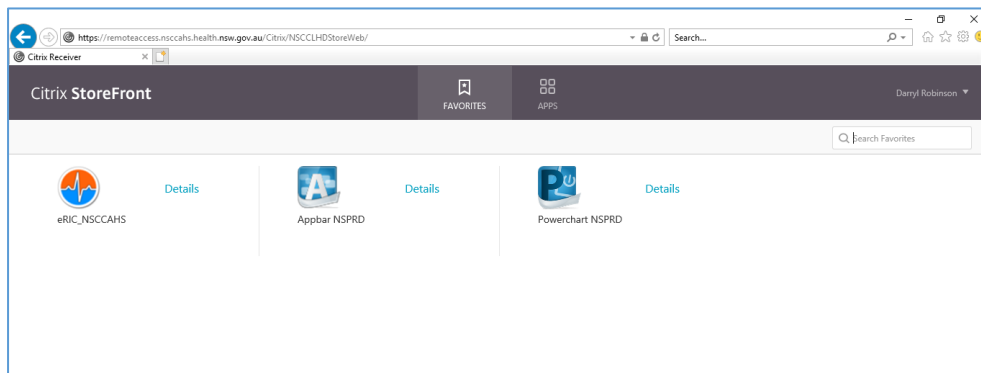 https://remoteaccess.nsccahs.health.nsw.gov.au/Citrix/NSCCLHDStoreWeb/
Search...
Citrix Receiver
Citrix StoreFront
FAVORITES
APPS
Darryl Robinson
Search Favorites
Details
Details
Details
eRIC_NSCCAHS
Appbar NSPRD
Powerchart NSPRD